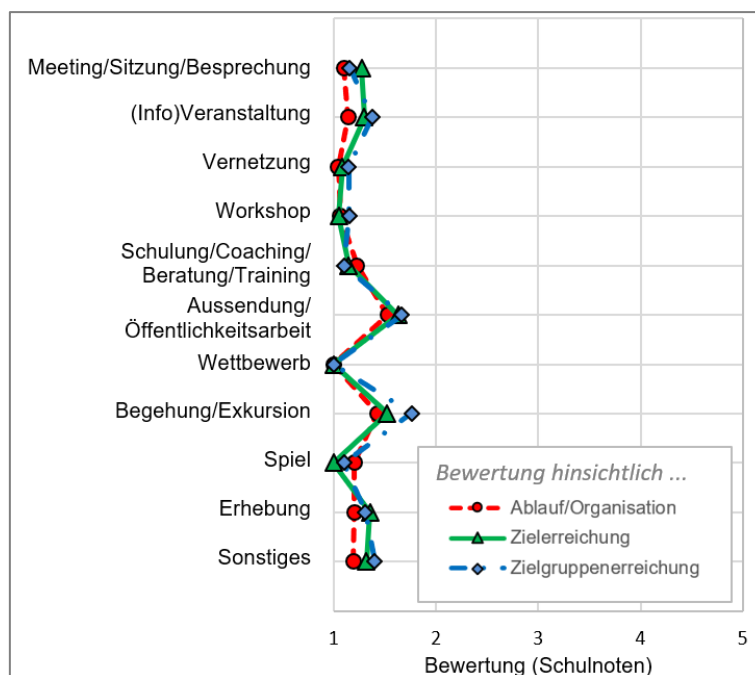 Meeting/Sitzung/Besprechung
(Info)Veranstaltung
Vernetzung
Workshop
Schulung/Coaching/
Beratung/Training
Aussendung/
Öffentlichkeitsarbeit
Wettbewerb
Begehung/Exkursion
Spiel
Erhebung
Sonstiges
Bewertung hinsichtlich ...
Ablauf/Organisation
Zielerreichung
Zielgruppenerreichung
1 2 3 4 5
Bewertung (Schulnoten)